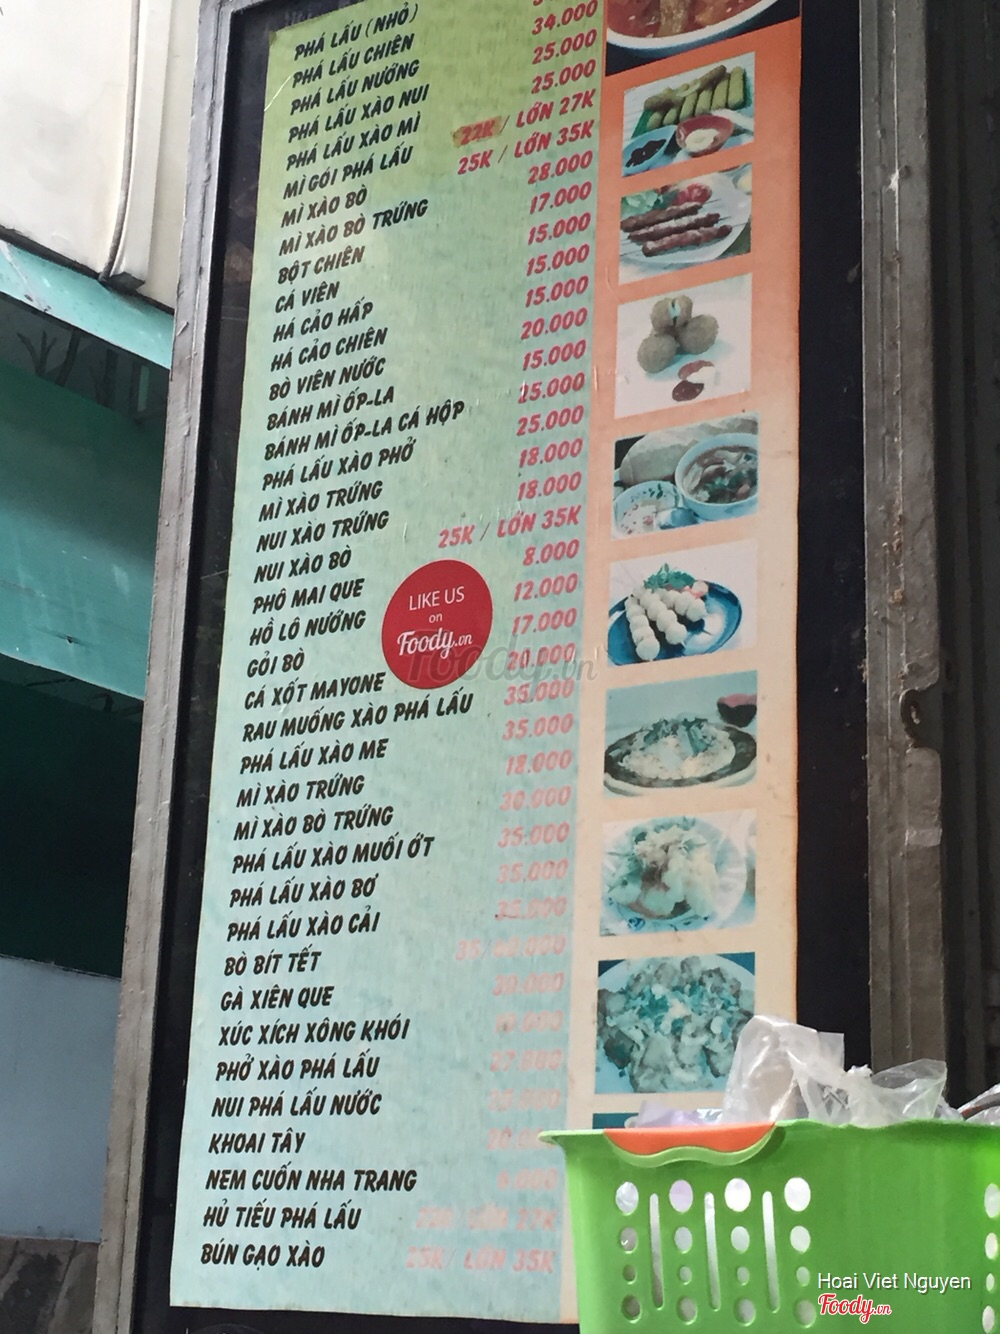 PHÁ LẤU (NHỎ)
PHÁ LẤU CHIÊN
PHÁ LẤU NƯỚNG 34.000
PHÁ LẤU XÀO NUI 25.000
PHÁ LẤU XÀO MÌ 25.000
MÌ GÓI PHÁ LẤU 22K / LỚN 27K
MÌ XÀO BÒ 25K / LỚN 35K
MÌ XÀO BÒ TRỨNG 28.000
BỘT CHIÊN 17.000
CÁ VIÊN 15.000
HÁ CẢO HẤP 15.000
HÁ CẢO CHIÊN 15.000
BÒ VIÊN NƯỚC 20.000
BÁNH MÌ ỐP-LA 15.000
BÁNH MÌ ỐP-LA CÁ HỘP 25.000
PHÁ LẤU XÀO PHỞ 25.000
MÌ XÀO TRỨNG 18.000
NUI XÀO TRỨNG 18.000
NUI XÀO BÒ 25K / LỚN 35K
PHÔ MAI QUE 8.000
HỒ LÔ NƯỚNG 12.000
GỎI BÒ 17.000
CÁ XỐT MAYONE 20.000
RAU MUỐNG XÀO PHÁ LẤU 35.000
PHÁ LẤU XÀO ME 35.000
MÌ XÀO TRỨNG 18.000
MÌ XÀO BÒ TRỨNG 30.000
PHÁ LẤU XÀO MUỐI ỚT 35.000
PHÁ LẤU XÀO BƠ 35.000
PHÁ LẤU XÀO CẢI 35.000
BÒ BÍT TẾT
GÀ XIÊN QUE
XÚC XÍCH XÔNG KHÓI
PHỞ XÀO PHÁ LẤU
NUI PHÁ LẤU NƯỚC
KHOAI TÂY
NEM CUỐN NHA TRANG
HỦ TIẾU PHÁ LẤU LỚN 27K
BÚN GẠO XÀO 25K / LỚN 35K
LIKE US
on
Foody.vn
Foody.vn
Hoai Viet Nguyen
Foody.vn